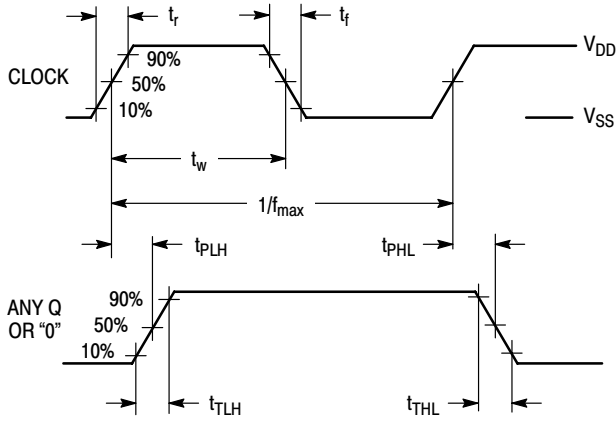 tr
tf
VDD
90%
CLOCK
50%
10%
VSS
tw
1/fmax
tPLH
tPHL
ANY Q
OR “0”
90%
50%
10%
tTLH
tTHL